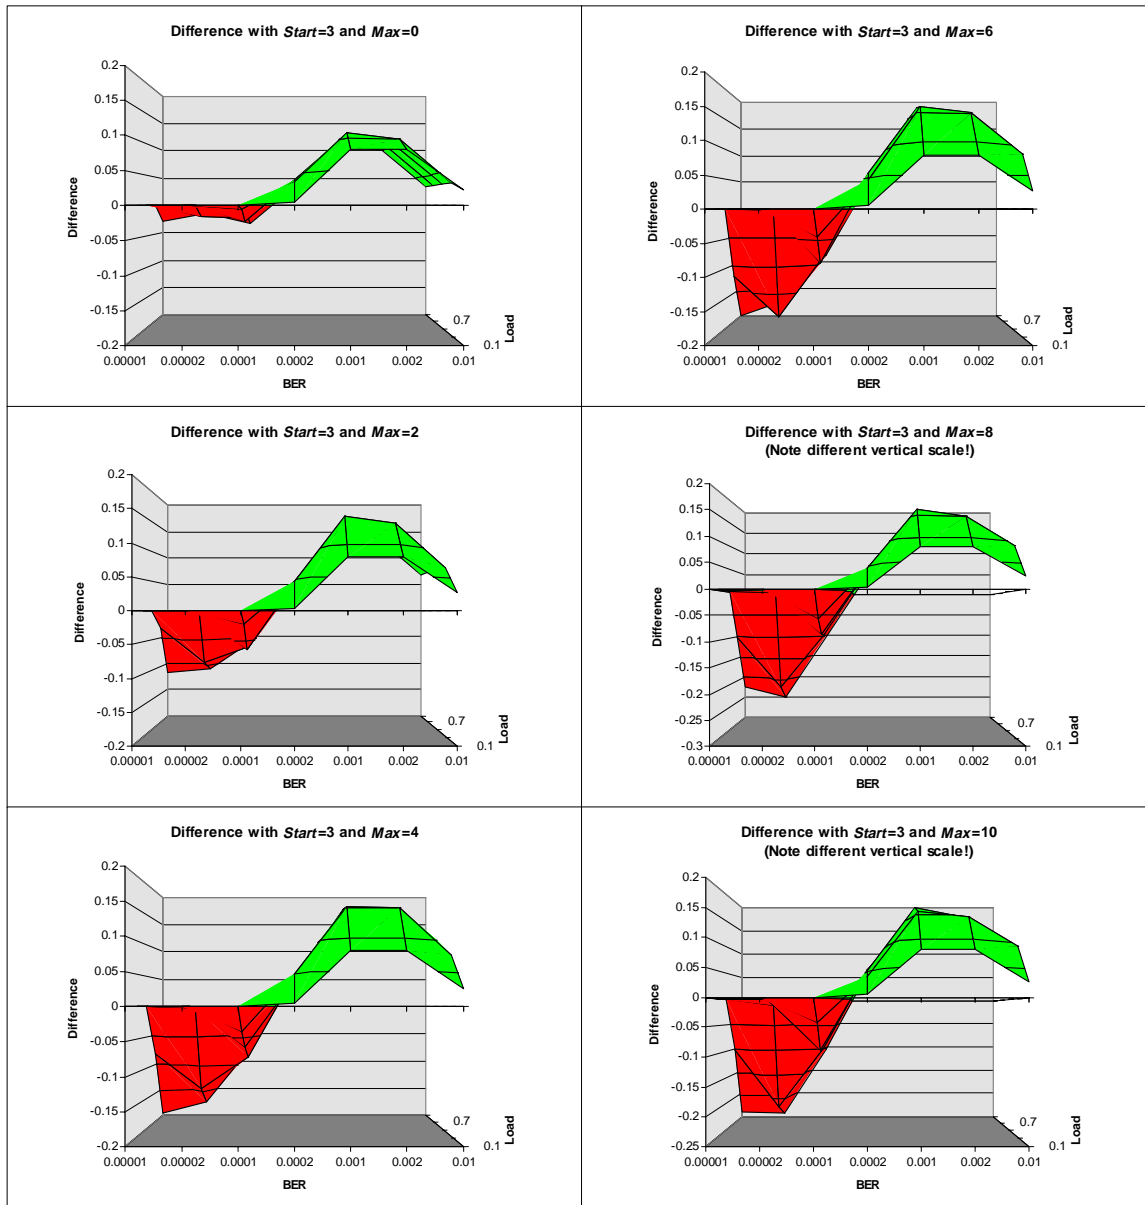 Difference with Start=3 and Max=0
0.2
0.15
0.1
0.05
0
-0.05
-0.1
-0.15
-0.2
Difference
0.00001 0.00002 0.0001 0.0002 0.001 0.002 0.01
BER
0.7
0.1
Load
Difference with Start=3 and Max=6
0.2
0.15
0.1
0.05
0
-0.05
-0.1
-0.15
-0.2
Difference
0.00001 0.00002 0.0001 0.0002 0.001 0.002 0.01
BER
0.7
0.1
Load
Difference with Start=3 and Max=2
0.2
0.15
0.1
0.05
0
-0.05
-0.1
-0.15
-0.2
Difference
0.00001 0.00002 0.0001 0.0002 0.001 0.002 0.01
BER
0.7
0.1
Load
Difference with Start=3 and Max=8
(Note different vertical scale!)
0.2
0.15
0.1
0.05
0
-0.05
-0.1
-0.15
-0.2
-0.25
-0.3
Difference
0.00001 0.00002 0.0001 0.0002 0.001 0.002 0.01
BER
0.7
0.1
Load
Difference with Start=3 and Max=4
0.2
0.15
0.1
0.05
0
-0.05
-0.1
-0.15
-0.2
Difference
0.00001 0.00002 0.0001 0.0002 0.001 0.002 0.01
BER
0.7
0.1
Load
Difference with Start=3 and Max=10
(Note different vertical scale!)
0.2
0.15
0.1
0.05
0
-0.05
-0.1
-0.15
-0.2
-0.25
Difference
0.00001 0.00002 0.0001 0.0002 0.001 0.002 0.01
BER
0.7
0.1
Load